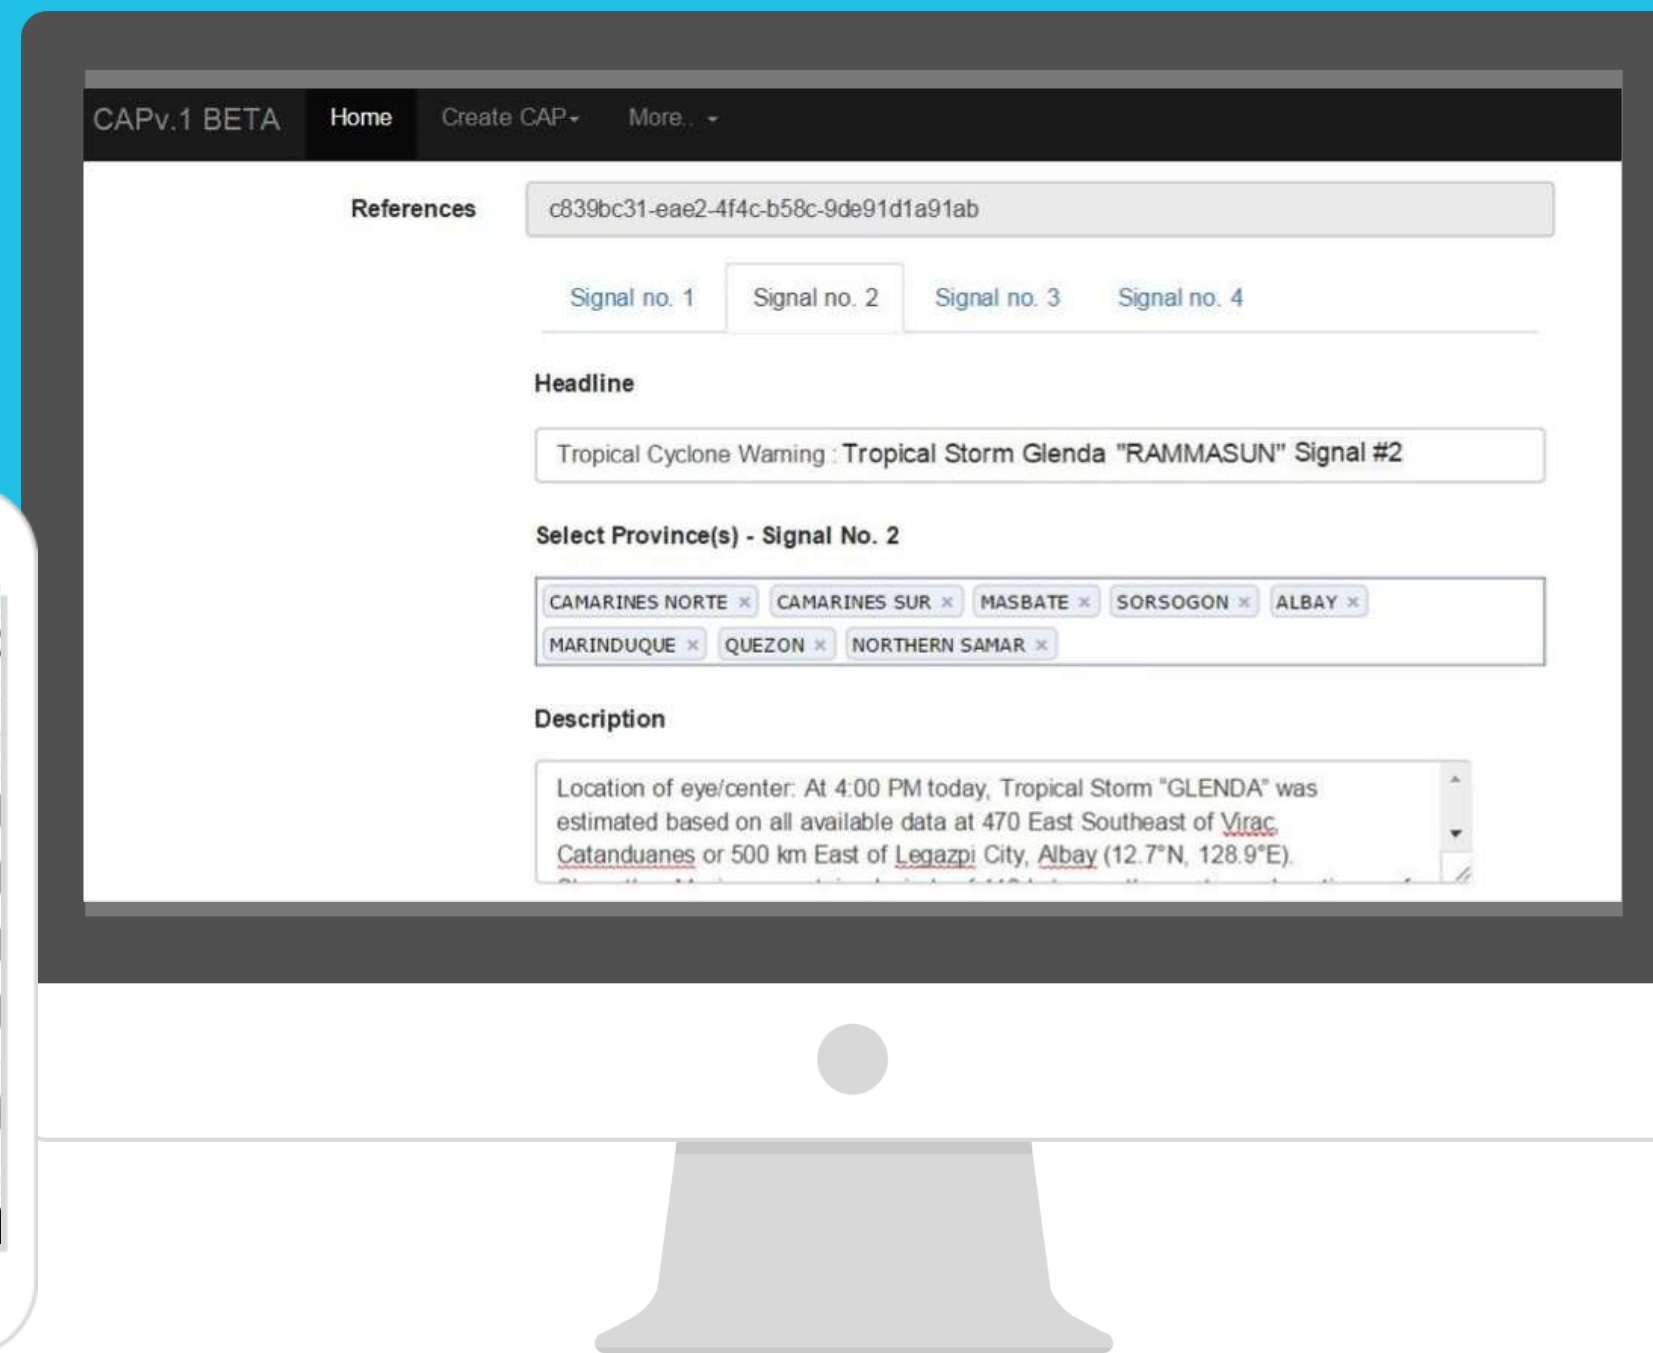 CAPv.1 BETA Home Create CAP More..
References c839bc31-eae2-4f4c-b58c-9de91d1a91ab
Signal no. 1 Signal no. 2 Signal no. 3 Signal no. 4
Headline
Tropical Cyclone Warning : Tropical Storm Glenda "RAMMASUN" Signal #2
Select Province(s) - Signal No. 2
CAMARINES NORTE × CAMARINES SUR × MASBATE × SORSOGON × ALBAY ×
MARINDUQUE × QUEZON × NORTHERN SAMAR ×
Description
Location of eye/center: At 4:00 PM today, Tropical Storm "GLENDA" was
estimated based on all available data at 470 East Southeast of Virac,
Catanduanes or 500 km East of Legazpi City, Albay (12.7°N, 128.9°E).